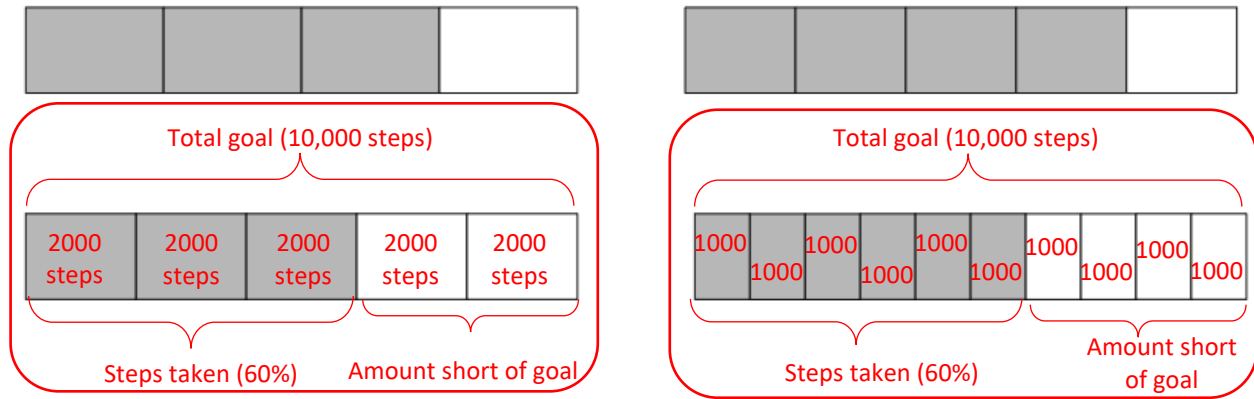 Total goal (10,000 steps)
2000 steps
2000 steps
2000 steps
2000 steps
2000 steps
Steps taken (60%)
Amount short of goal
Total goal (10,000 steps)
1000
1000
1000
1000
1000
1000
1000
1000
1000
1000
Steps taken (60%)
Amount short
of goal